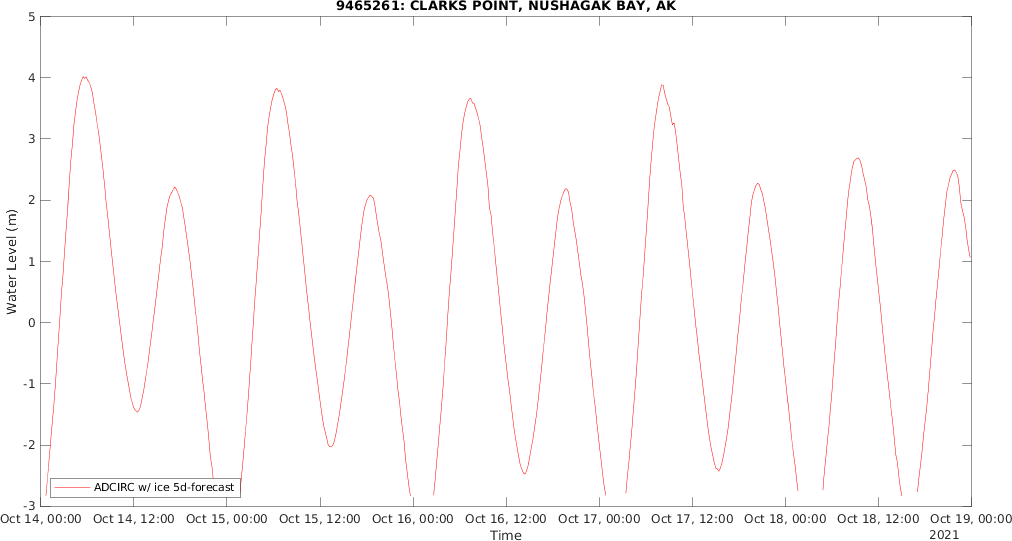 9465261: CLARKS POINT, NUSHAGAK BAY, AK
5
4
3
2
1
0
-1
-2
-3
Water Level (m)
ADCIRC w/ ice 5d-forecast
Oct 14, 00:00 Oct 14, 12:00 Oct 15, 00:00 Oct 15, 12:00 Oct 16, 00:00 Oct 16, 12:00 Oct 17, 00:00 Oct 17, 12:00 Oct 18, 00:00 Oct 18, 12:00 Oct 19, 00:00
Time
2021